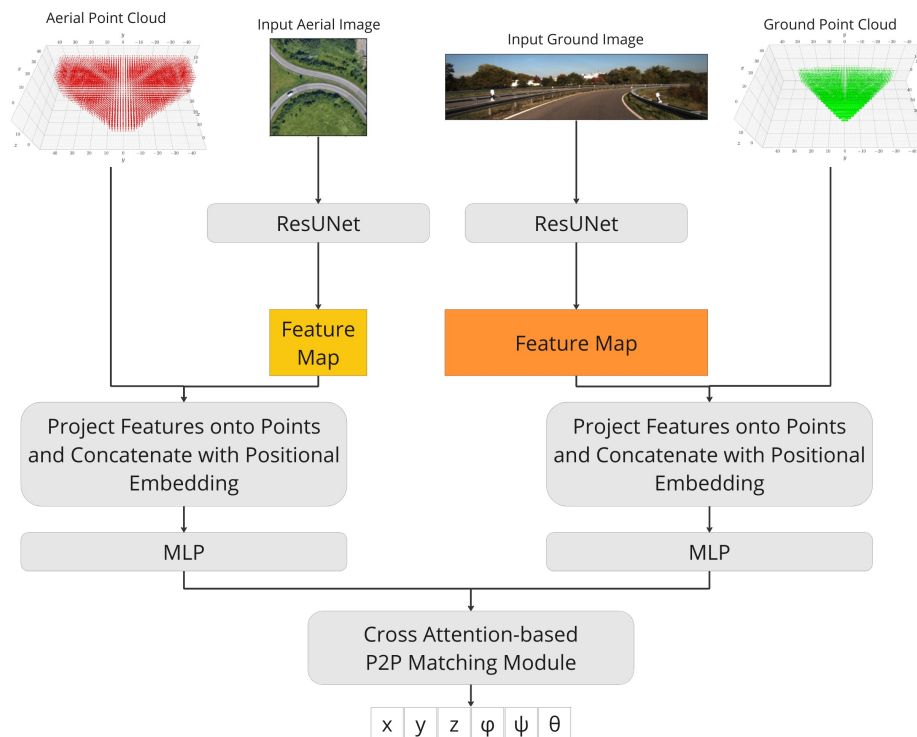 Aerial Point Cloud
Input Aerial Image
Input Ground Image
Ground Point Cloud
ResUNet
ResUNet
Feature
Map
Feature Map
Project Features onto Points
and Concatenate with Positional
Embedding
Project Features onto Points
and Concatenate with Positional
Embedding
MLP
MLP
Cross Attention-based
P2P Matching Module
x y z φ ψ θ